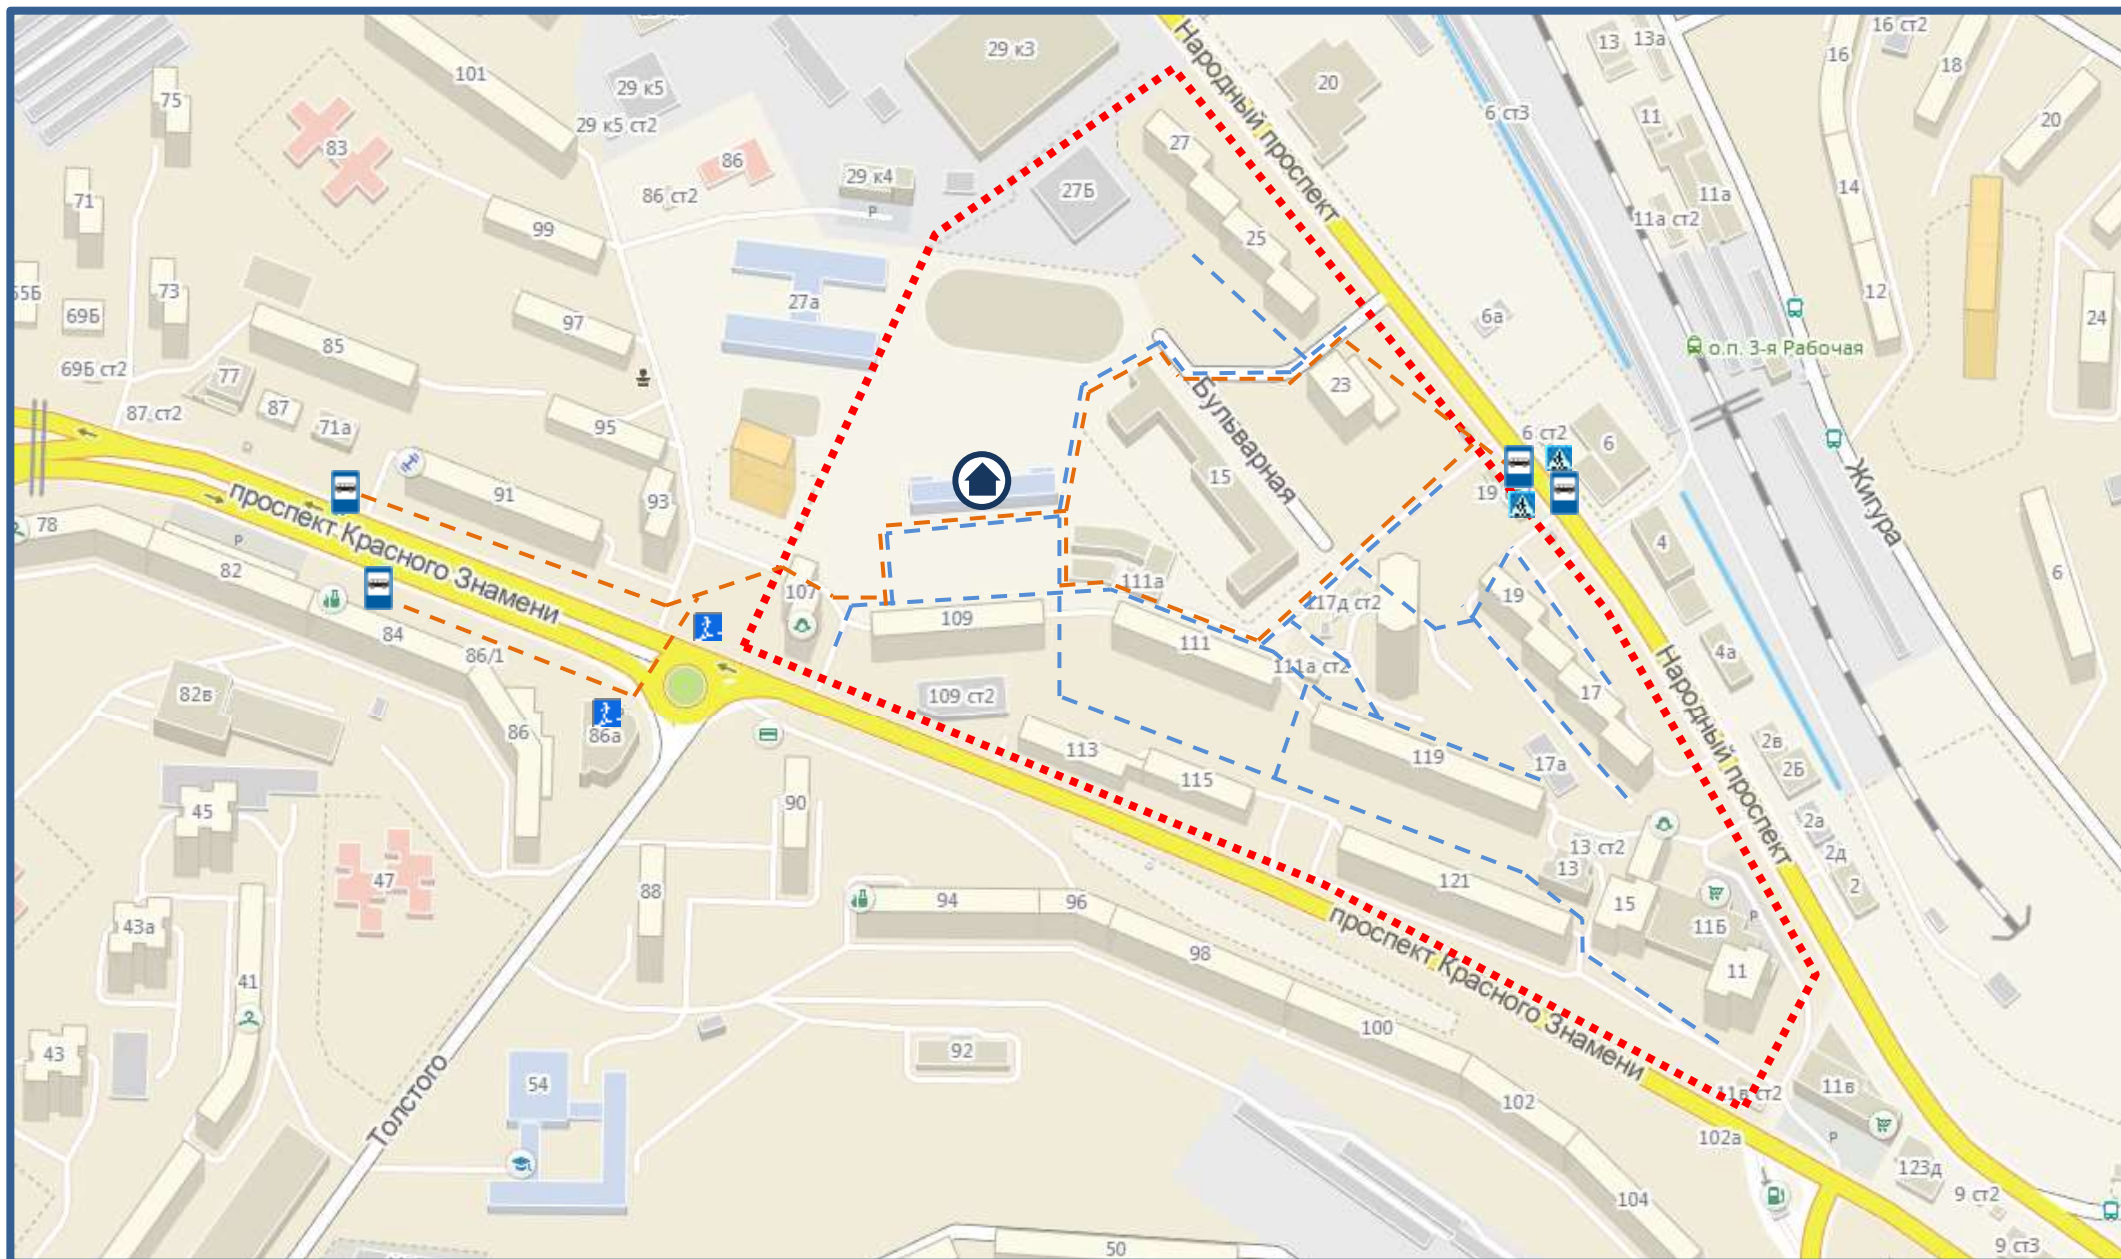 29 к3
Народный проспект
20
13
13а
16 ст2
16
18
101
75
29 к5
29 к5 ст2
6 ст3
11
20
83
86
27
29 к4
86 ст2
P
27Б
14
11а
11а ст2
71
99
25
73
27а
12
55Б
69Б
97
6а
24
85
о.п. 3-я Рабочая
69Б ст2
77
87
23
87 ст2
71а
95
Бульварная
6 ст2
6
Жигура
91
93
15
19
проспект Красного Знамени
78
P
82
4
6
107
111а
117д ст2
19
84
109
86/1
111
111а ст2
4а
Народный проспект
82в
109 ст2
17
86
86а
113
119
17а
2в
2Б
115
45
90
2а
13 ст2
2д
47
88
13
121
2
94
96
15
P
11Б
43а
98
проспект Красного Знамени
41
11
100
43
92
54
11в ст2
11в
102
Толстого
102а
P
123д
104
9 ст2
50
9 ст3